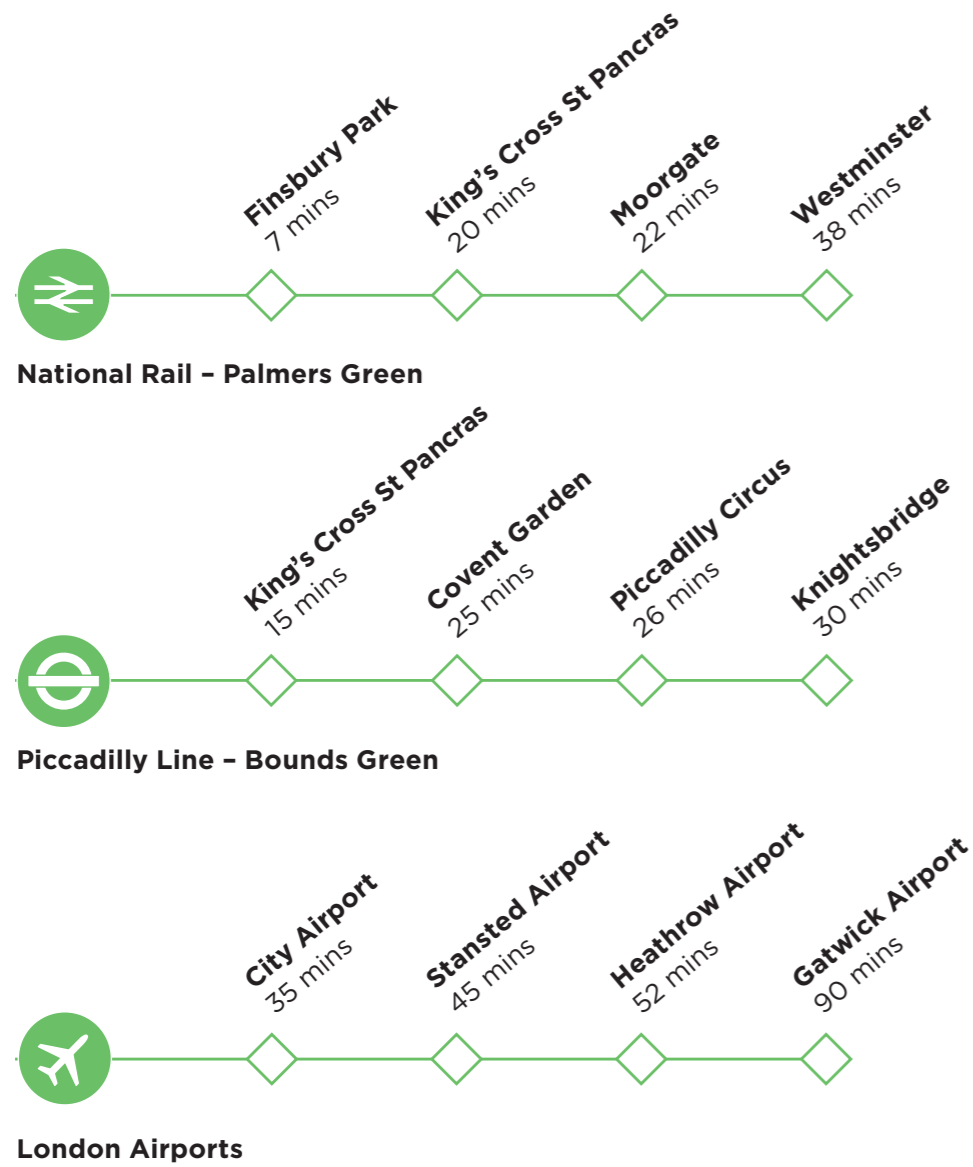 Finsbury Park
7 mins
King's Cross St Pancras
20 mins
Moorgate
22 mins
Westminster
38 mins
National Rail – Palmers Green
King's Cross St Pancras
15 mins
Covent Garden
25 mins
Piccadilly Circus
26 mins
Knightsbridge
30 mins
Piccadilly Line – Bounds Green
City Airport
35 mins
Stansted Airport
45 mins
Heathrow Airport
52 mins
Gatwick Airport
90 mins
London Airports